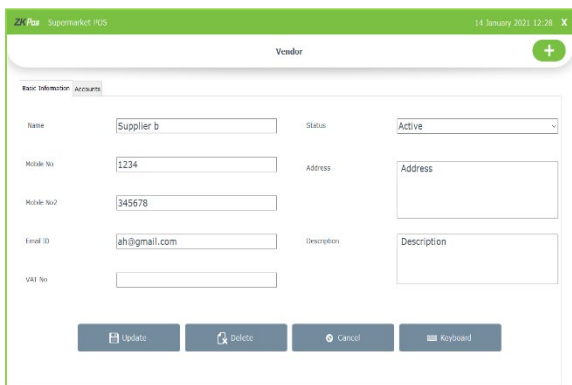 ZKPos Supermarket POS 14 January 2021 12:28 X
Vendor
+
Basic Information Accounts
Name Supplier b Status Active
Mobile No 1234 Address Address
Mobile No2 345678
Email ID ah@gmail.com Description Description
VAT No
Update Delete Cancel Keyboard